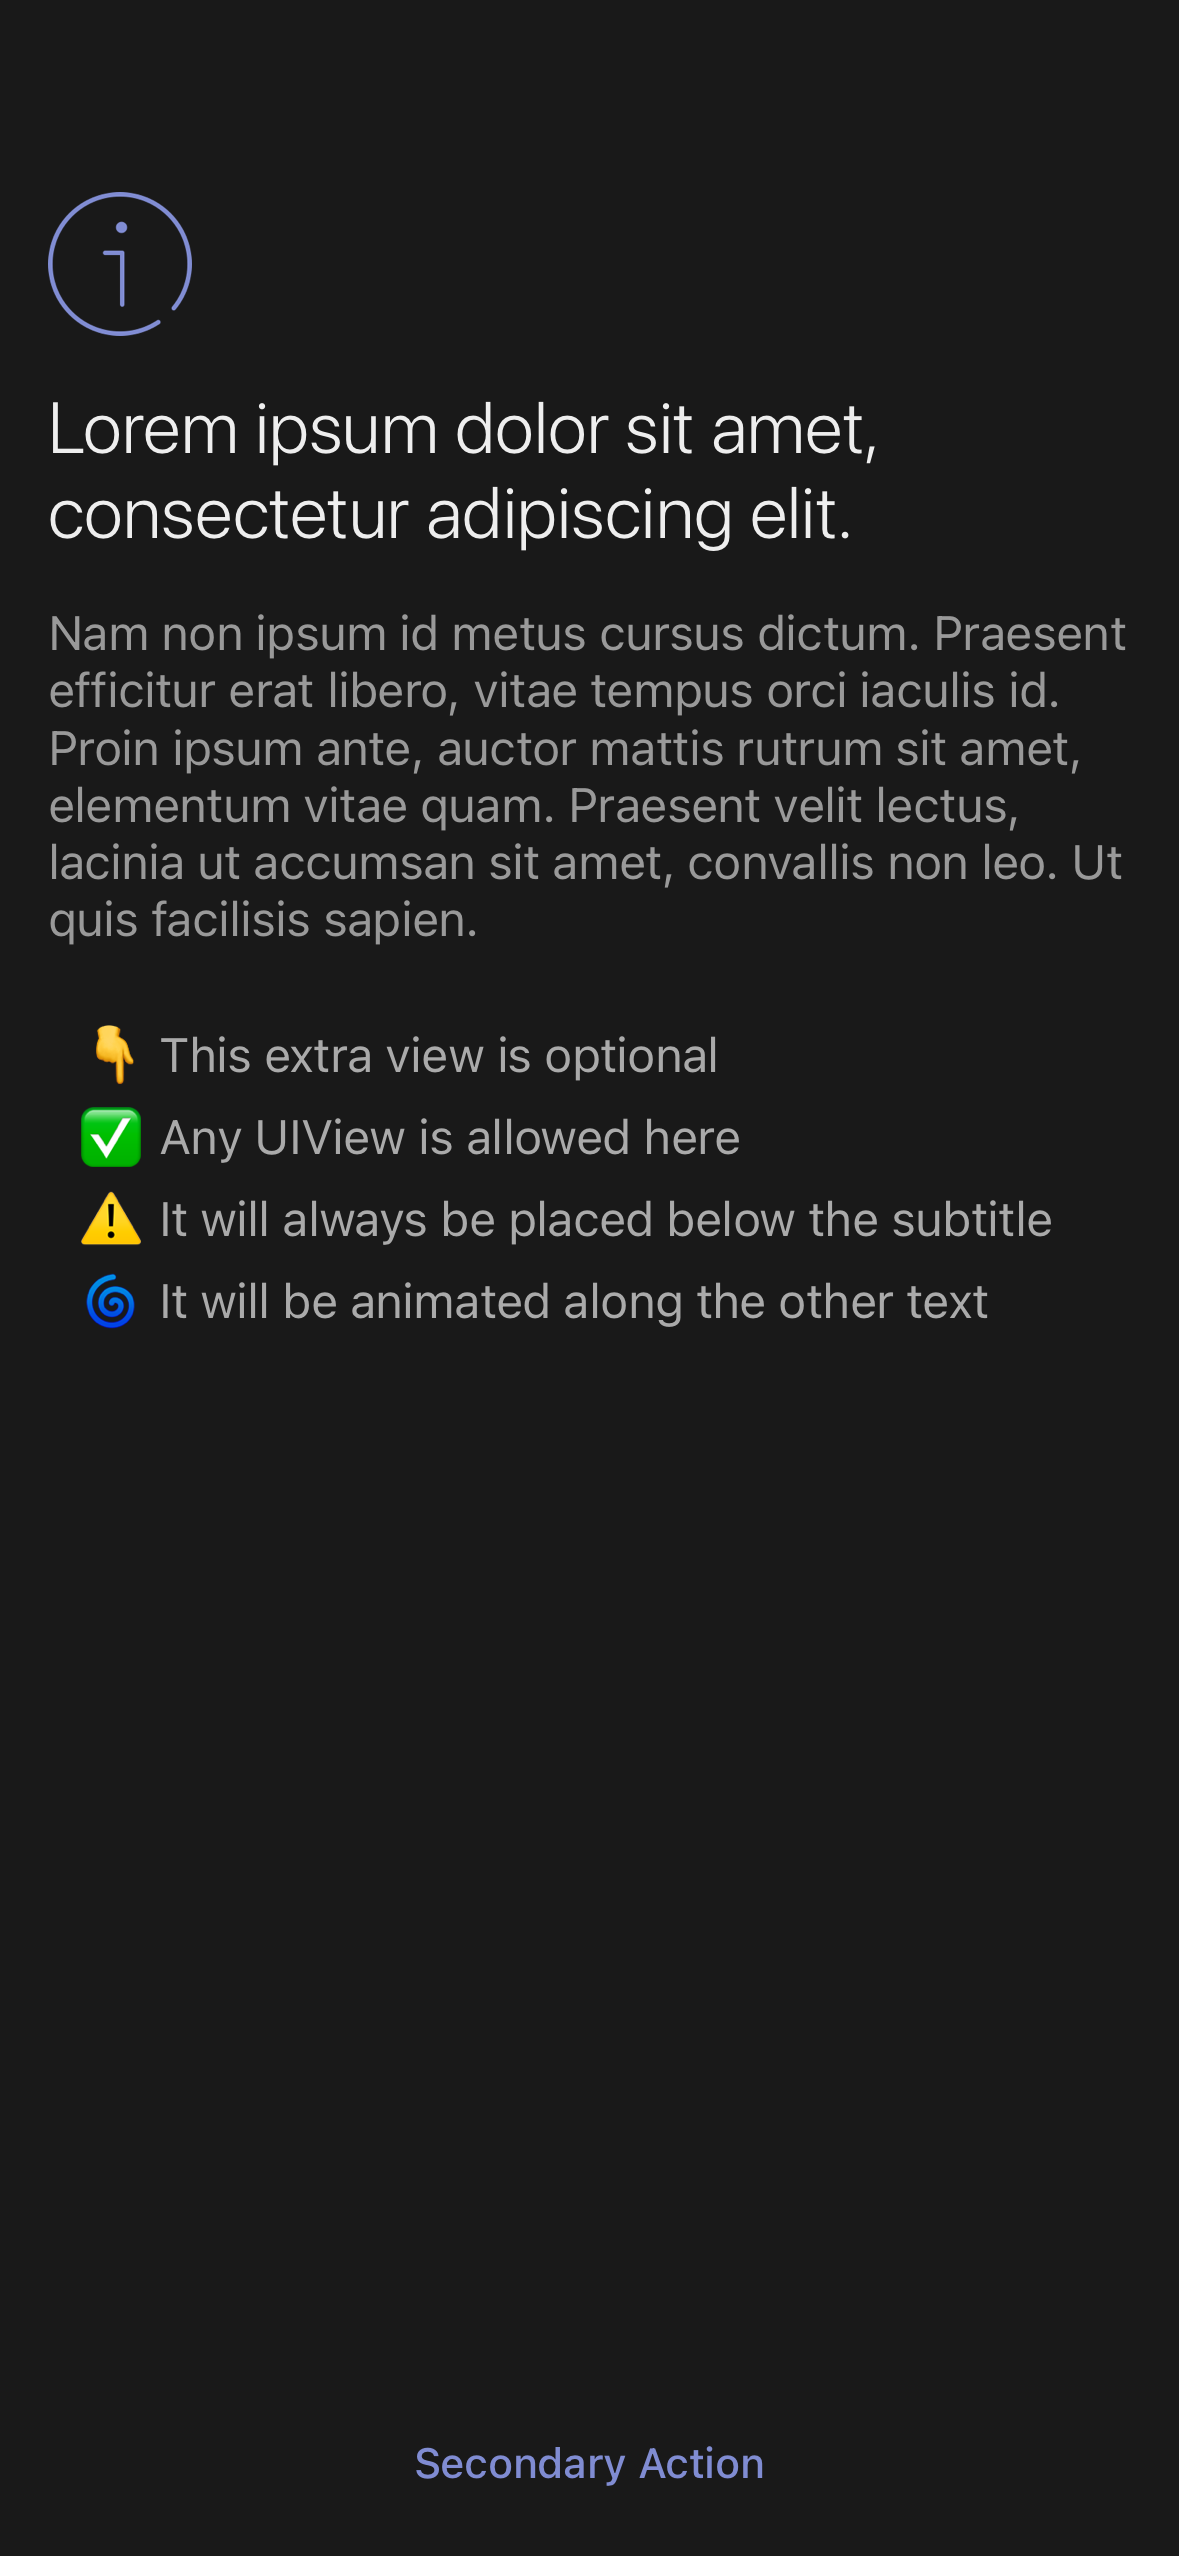 Lorem ipsum dolor sit amet,
consectetur adipiscing elit.
Nam non ipsum id metus cursus dictum. Praesent
efficitur erat libero, vitae tempus orci iaculis id.
Proin ipsum ante, auctor mattis rutrum sit amet,
elementum vitae quam. Praesent velit lectus,
lacinia ut accumsan sit amet, convallis non leo. Ut
quis facilisis sapien.
👇 This extra view is optional
✅ Any UIView is allowed here
⚠️ It will always be placed below the subtitle
🌀 It will be animated along the other text
Secondary Action